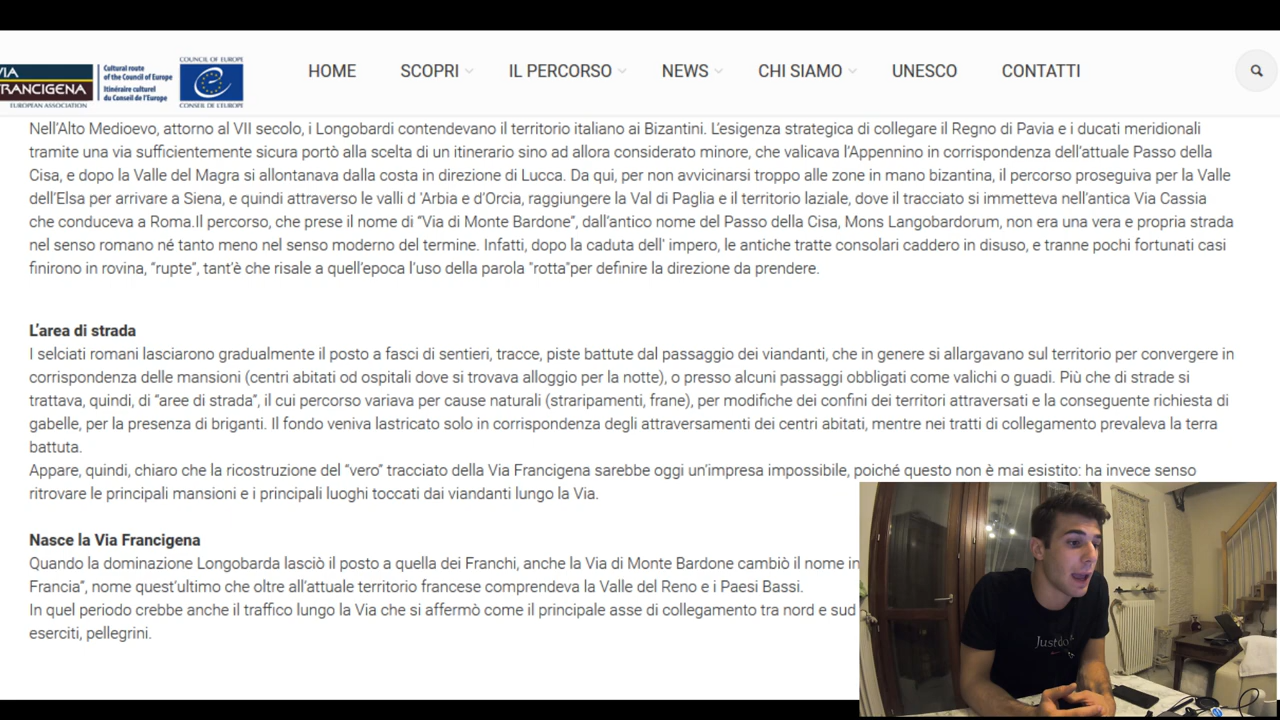 VIA
FRANCIGENA
EUROPEAN ASSOCIATION
Cultural route
of the Council of Europe
Itinéraire culturel
du Conseil de l'Europe
COUNCIL OF EUROPE
CONSEIL DE L'EUROPE
HOME SCOPRI IL PERCORSO NEWS CHI SIAMO UNESCO CONTATTI
Nell’Alto Medioevo, attorno al VII secolo, i Longobardi contendevano il territorio italiano ai Bizantini. L’esigenza strategica di collegare il Regno di Pavia e i ducati meridionali
tramite una via sufficientemente sicura portò alla scelta di un itinerario sino ad allora considerato minore, che valicava l’Appennino in corrispondenza dell’attuale Passo della
Cisa, e dopo la Valle del Magra si allontanava dalla costa in direzione di Lucca. Da qui, per non avvicinarsi troppo alle zone in mano bizantina, il percorso proseguiva per la Valle
dell’Elsa per arrivare a Siena, e quindi attraverso le valli d 'Arbia e d’Orcia, raggiungere la Val di Paglia e il territorio laziale, dove il tracciato si immetteva nell’antica Via Cassia
che conduceva a Roma.Il percorso, che prese il nome di “Via di Monte Bardone”, dall’antico nome del Passo della Cisa, Mons Langobardorum, non era una vera e propria strada
nel senso romano né tanto meno nel senso moderno del termine. Infatti, dopo la caduta dell' impero, le antiche tratte consolari caddero in disuso, e tranne pochi fortunati casi
finirono in rovina, “rupte”, tant’è che risale a quell’epoca l’uso della parola "rotta"per definire la direzione da prendere.
L’area di strada
I selciati romani lasciarono gradualmente il posto a fasci di sentieri, tracce, piste battute dal passaggio dei viandanti, che in genere si allargavano sul territorio per convergere in
corrispondenza delle mansioni (centri abitati od ospitali dove si trovava alloggio per la notte), o presso alcuni passaggi obbligati come valichi o guadi. Più che di strade si
trattava, quindi, di “aree di strada”, il cui percorso variava per cause naturali (straripamenti, frane), per modifiche dei confini dei territori attraversati e la conseguente richiesta di
gabelle, per la presenza di briganti. Il fondo veniva lastricato solo in corrispondenza degli attraversamenti dei centri abitati, mentre nei tratti di collegamento prevaleva la terra
battuta.
Appare, quindi, chiaro che la ricostruzione del “vero” tracciato della Via Francigena sarebbe oggi un’impresa impossibile, poiché questo non è mai esistito: ha invece senso
ritrovare le principali mansioni e i principali luoghi toccati dai viandanti lungo la Via.
Nasce la Via Francigena
Quando la dominazione Longobarda lasciò il posto a quella dei Franchi, anche la Via di Monte Bardone cambiò il nome in
Francia”, nome quest’ultimo che oltre all’attuale territorio francese comprendeva la Valle del Reno e i Paesi Bassi.
In quel periodo crebbe anche il traffico lungo la Via che si affermò come il principale asse di collegamento tra nord e sud
eserciti, pellegrini.
Just do